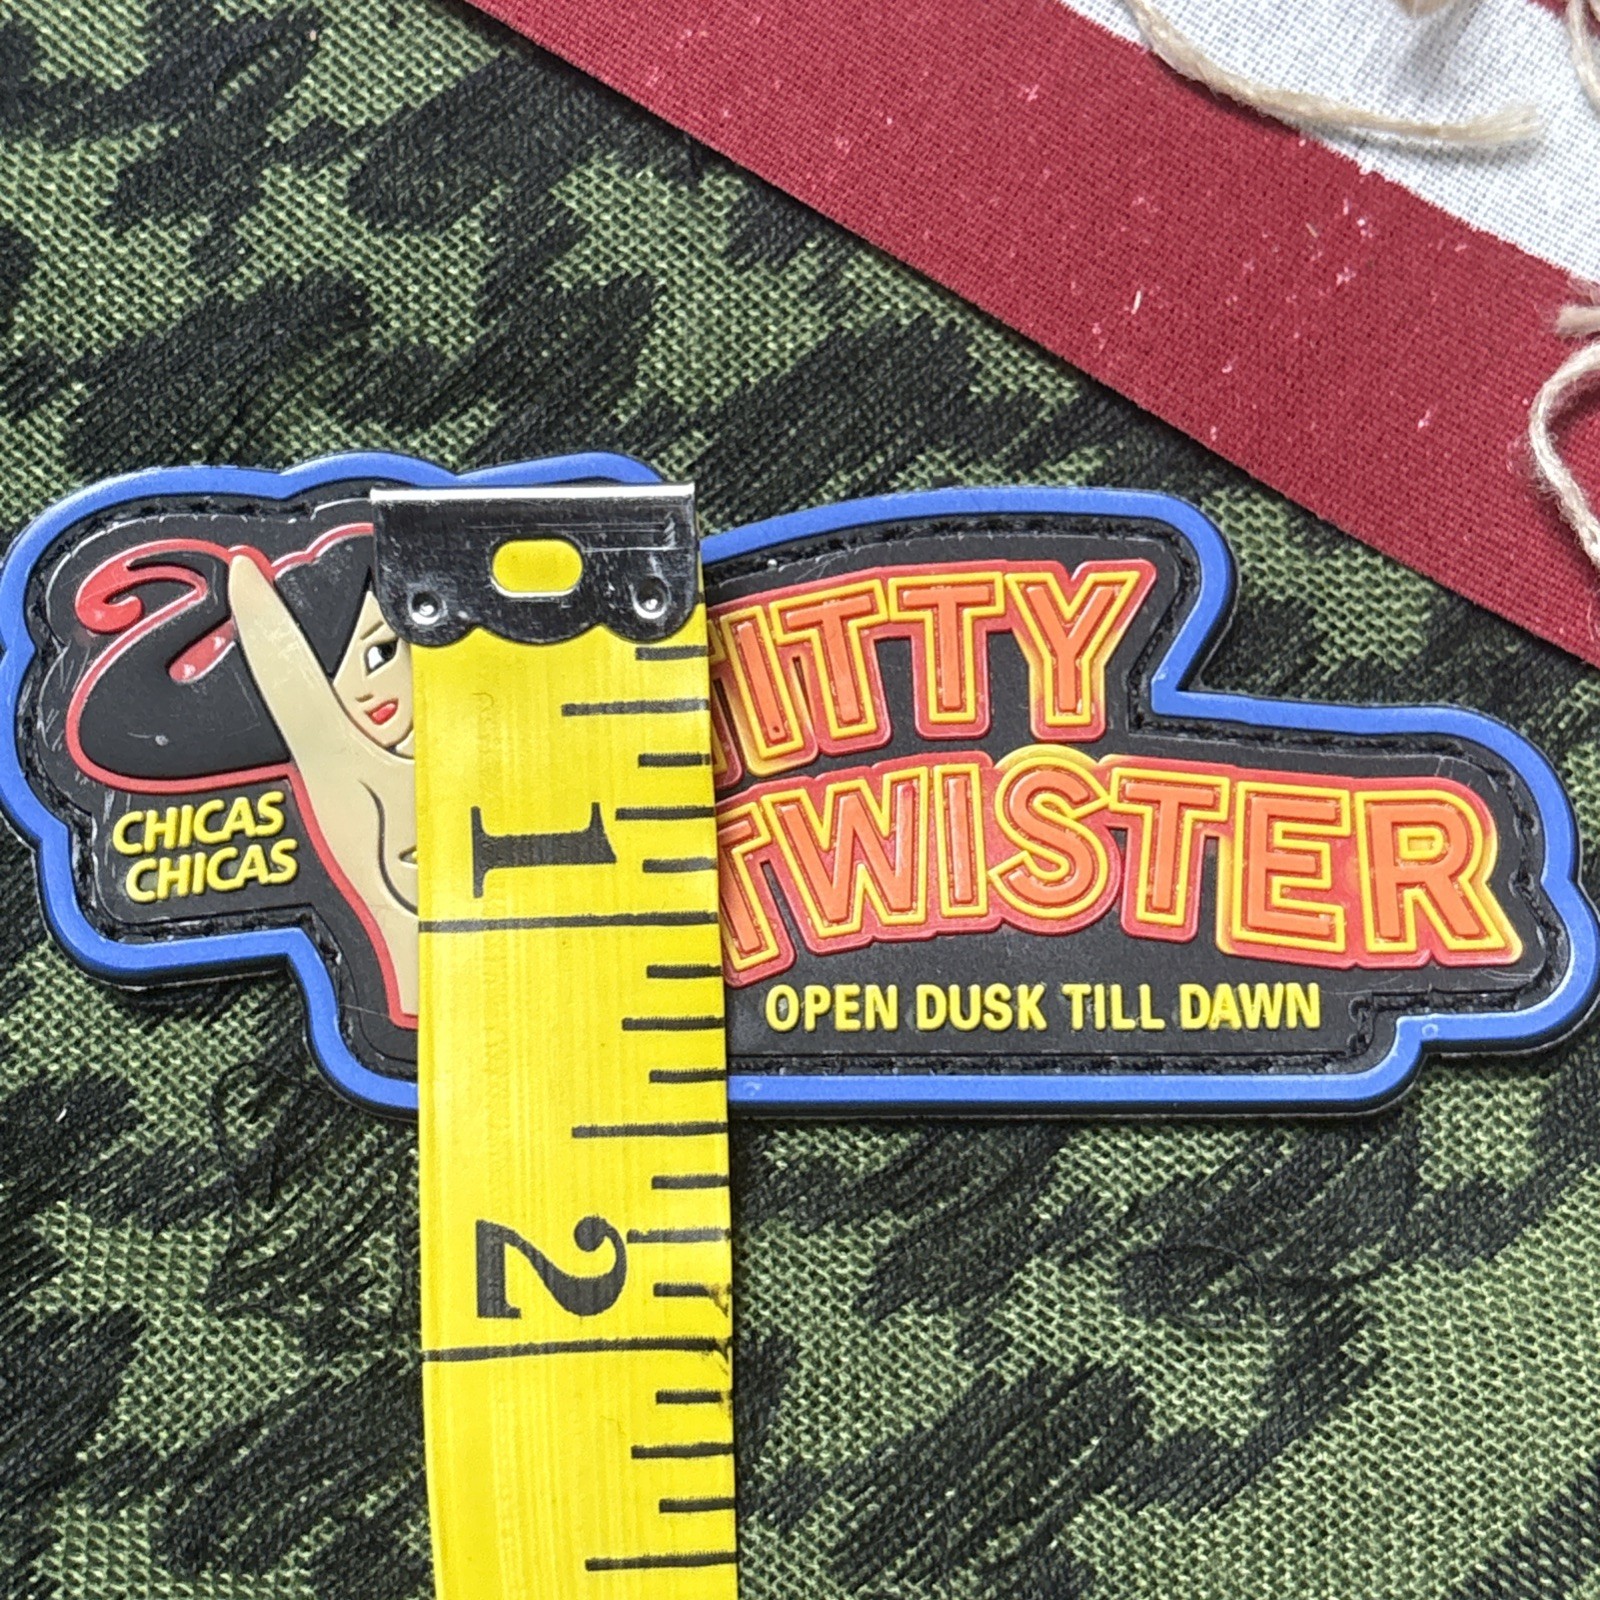 ITTY
TWISTER
CHICAS
CHICAS
OPEN DUSK TILL DAWN
1
2